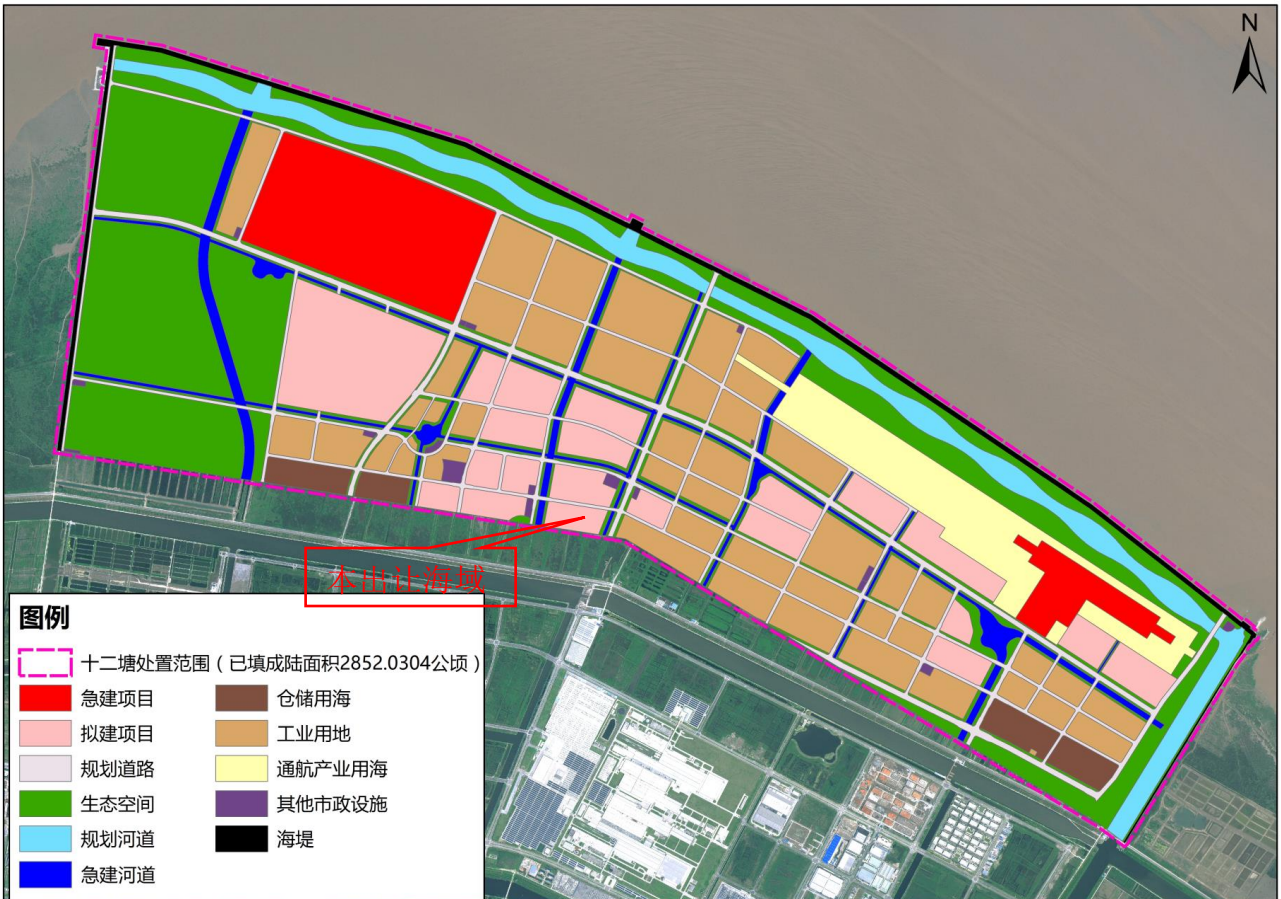 N
本出让海域
图例
十二塘处置范围（已填成陆面积2852.0304公顷）
急建项目
仓储用海
拟建项目
工业用地
规划道路
通航产业用海
生态空间
其他市政设施
规划河道
海堤
急建河道